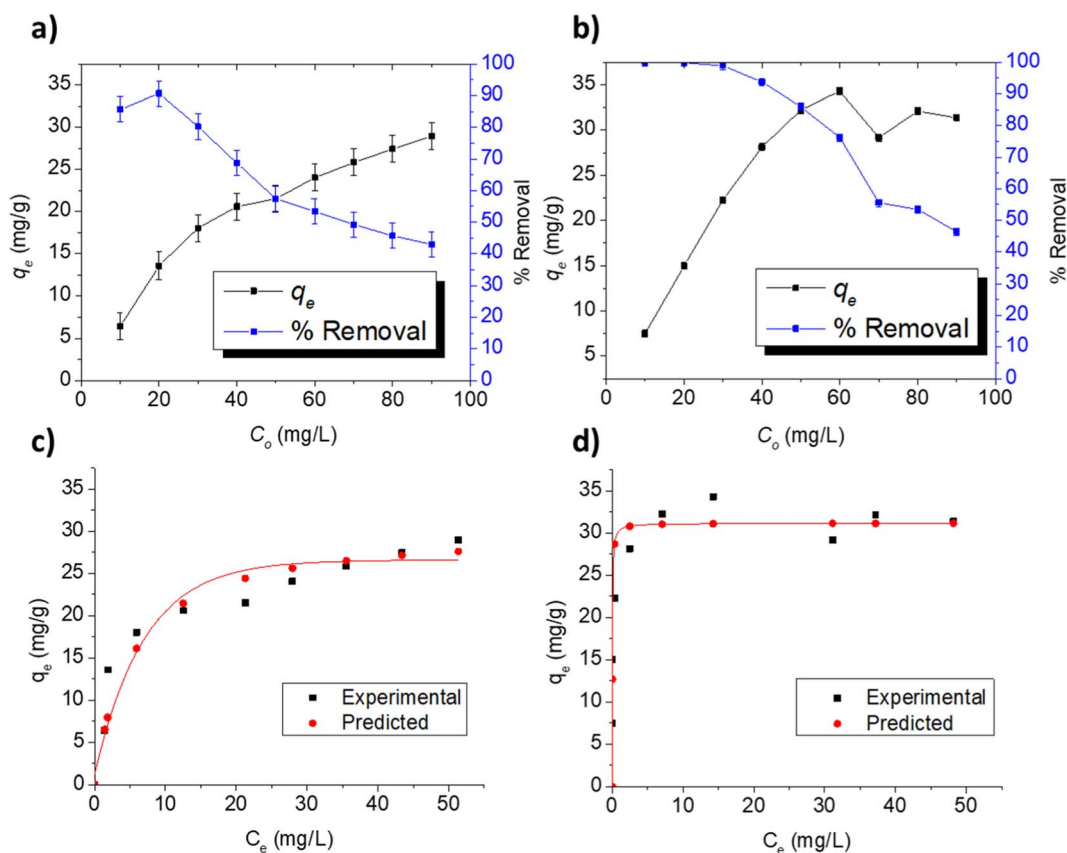 a)
35
30
25
20
15
10
5
0
q_e (mg/g)
100
90
80
70
60
50
40
30
20
10
0
% Removal
q_e
% Removal
0 20 40 60 80 100
C_o (mg/L)
b)
35
30
25
20
15
10
5
q_e (mg/g)
100
90
80
70
60
50
40
30
20
10
0
% Removal
q_e
% Removal
0 20 40 60 80 100
C_o (mg/L)
c)
35
30
25
20
15
10
5
0
q_e (mg/g)
Experimental
Predicted
0 10 20 30 40 50
C_e (mg/L)
d)
35
30
25
20
15
10
5
0
q_e (mg/g)
Experimental
Predicted
0 10 20 30 40 50
C_e (mg/L)